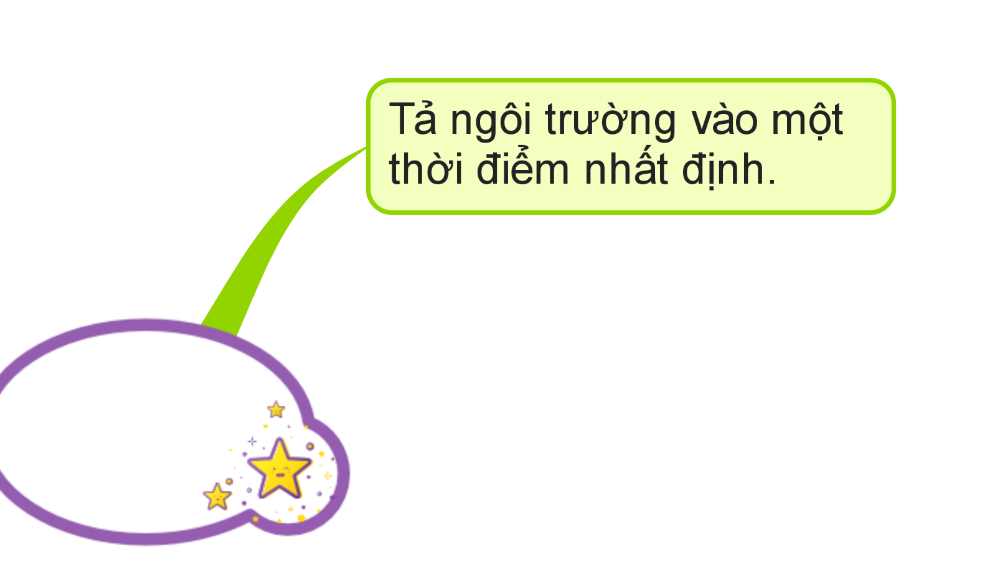 Tả ngôi trường vào một
thời điểm nhất định.